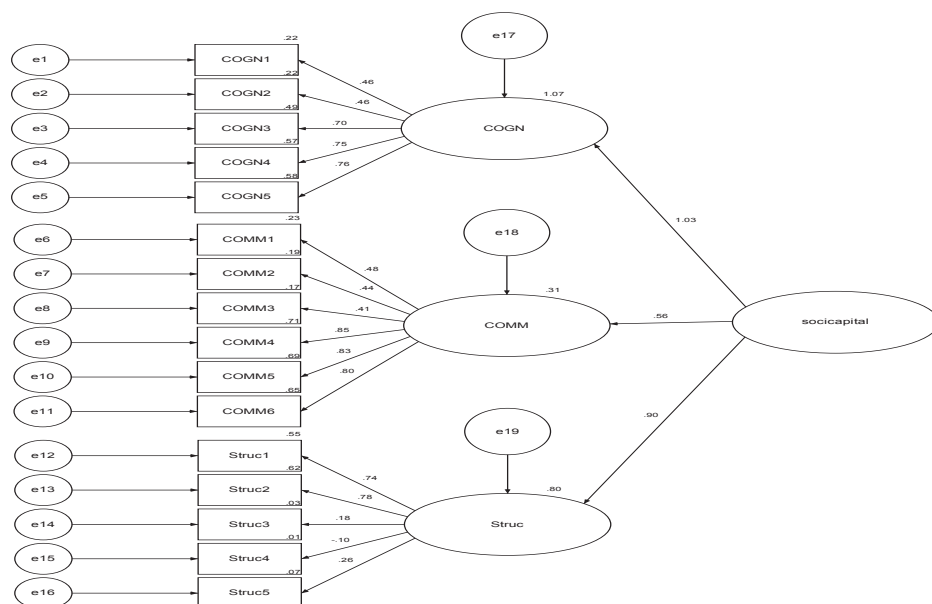 .22
e17
e1
COGN1
.22
.46
1.07
e2
COGN2
.46
.49
e3
COGN3
.70
COGN
.57
e4
COGN4
.75
.58
.76
e5
COGN5
.23
1.03
e6
COMM1
e18
.19
.48
e7
COMM2
.17
.44
.31
e8
COMM3
.41
.71
COMM
.56
socicapital
e9
COMM4
.85
.69
.83
e10
COMM5
.65
.80
e11
COMM6
.90
.55
e19
e12
Struc1
.62
.74
e13
Struc2
.78
.80
.03
e14
Struc3
.18
Struc
.01
e15
Struc4
-.10
.07
.26
e16
Struc5